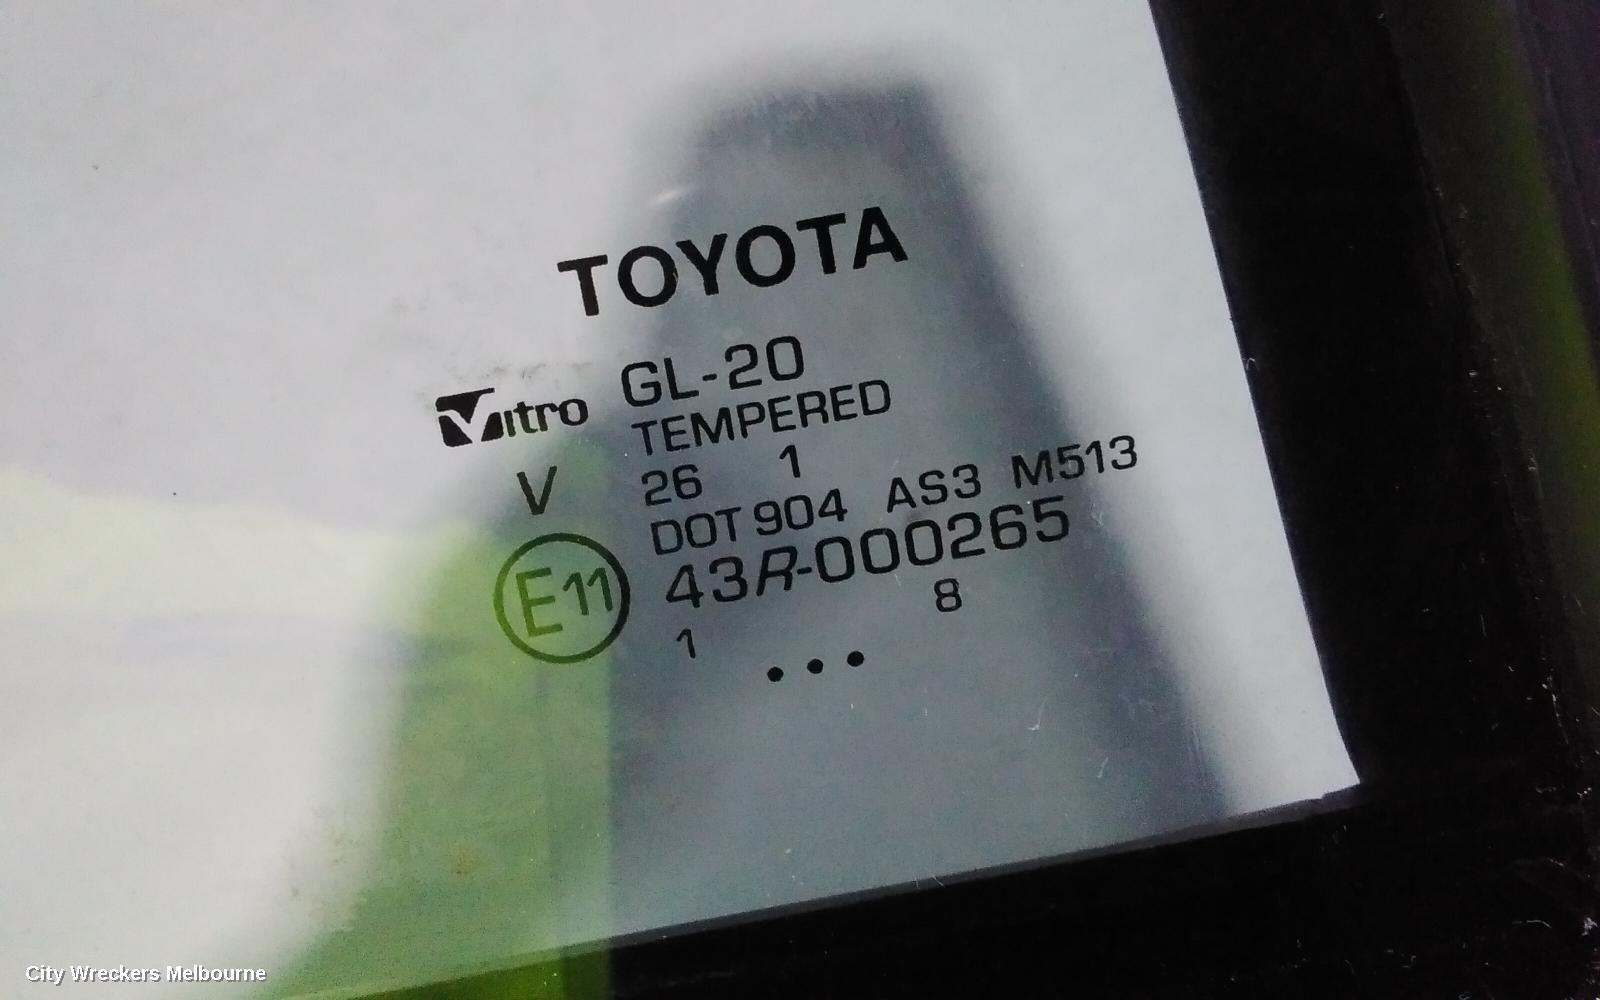 TOYOTA
Vitro GL-20
TEMPERED
V 26 1
DOT 904 AS3 M513
E11 43R-000265
1 8
• • •
City Wreckers Melbourne